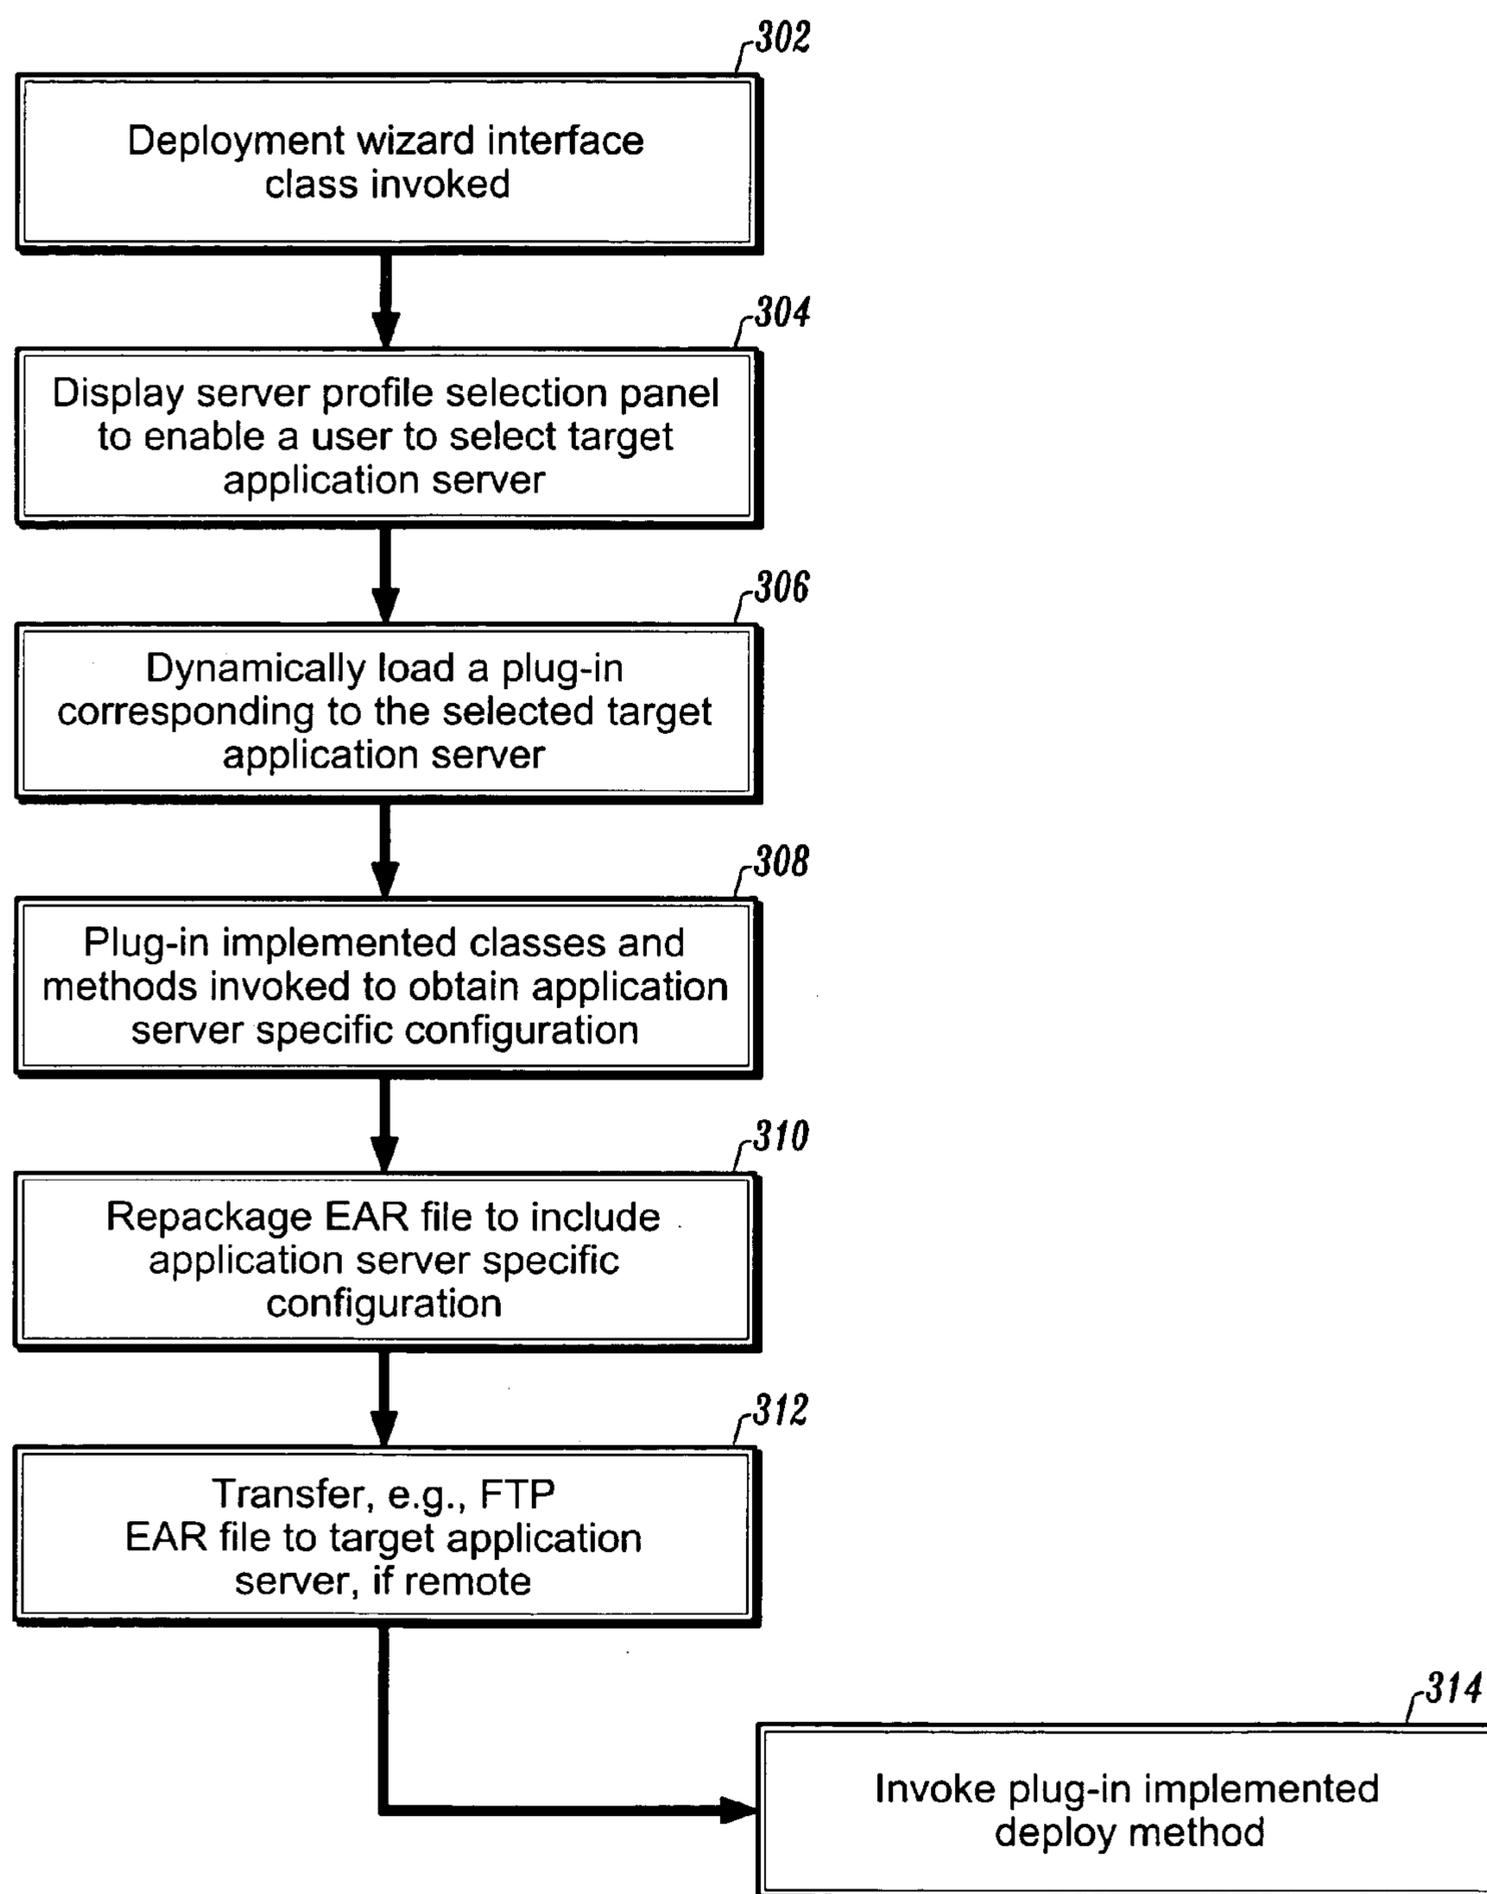 302
Deployment wizard interface
class invoked
304
Display server profile selection panel
to enable a user to select target
application server
306
Dynamically load a plug-in
corresponding to the selected target
application server
308
Plug-in implemented classes and
methods invoked to obtain application
server specific configuration
310
Repackage EAR file to include
application server specific
configuration
312
Transfer, e.g., FTP
EAR file to target application
server, if remote
314
Invoke plug-in implemented
deploy method